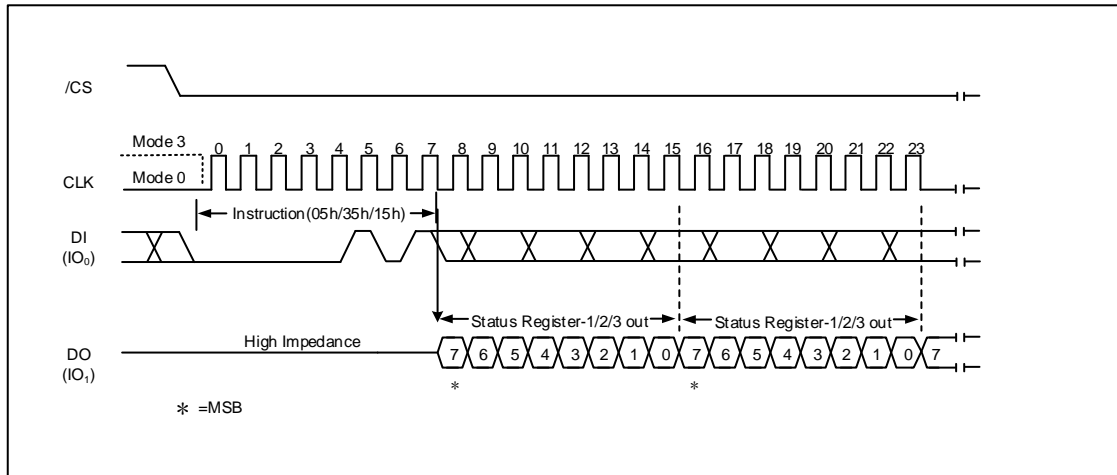 /CS
Mode 3
0 1 2 3 4 5 6 7 8 9 10 11 12 13 14 15 16 17 18 19 20 21 22 23
CLK
Mode 0
Instruction(05h/35h/15h)
DI
(IO₀)
Status Register-1/2/3 out Status Register-1/2/3 out
High Impedance
DO
(IO₁)
7 6 5 4 3 2 1 0 7 6 5 4 3 2 1 0 7
* *
* =MSB